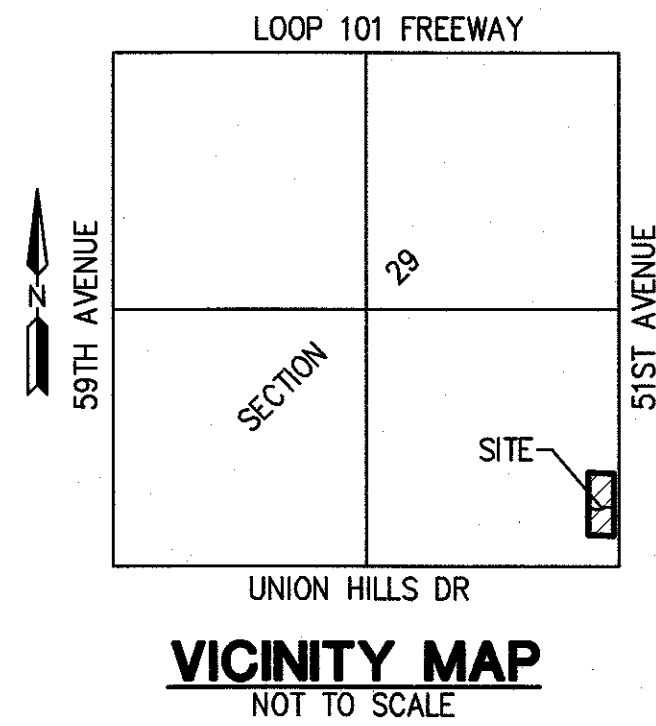 LOOP 101 FREEWAY
N
59TH AVENUE
SECTION 29
51ST AVENUE
SITE
UNION HILLS DR
VICINITY MAP
NOT TO SCALE